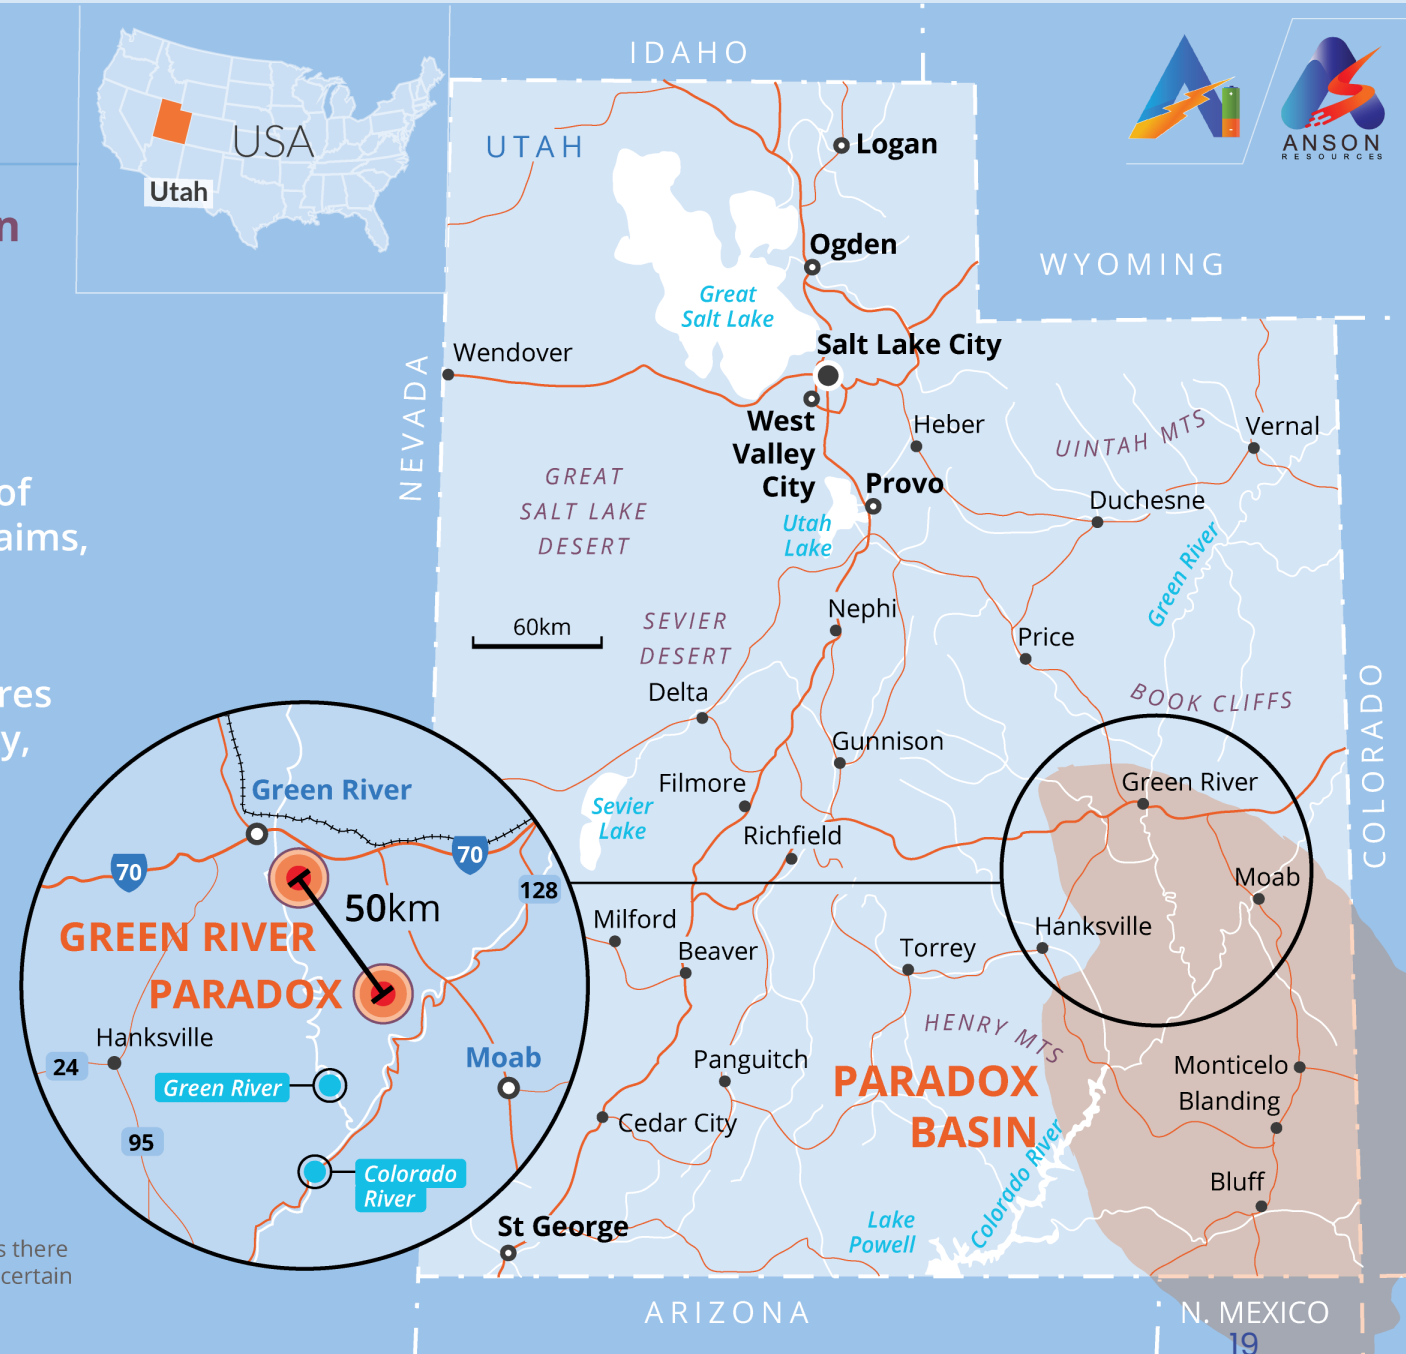 IDAHO
USA
Utah
UTAH
Logan
ANSON
RESOURCES
n
Ogden
WYOMING
Great
Salt Lake
Salt Lake City
Wendover
NEVADA
West
Valley
City
Heber
UINTAH MTS
Vernal
GREAT
SALT LAKE
DESERT
Provo
Duchesne
of
aims,
Utah
Lake
Green River
60km
SEVIER
DESERT
Nephi
Price
res
y,
Delta
BOOK CLIFFS
COLORADO
Gunnison
Filmore
Green River
Sevier
Lake
Richfield
Moab
Milford
Beaver
Torrey
Hanksville
HENRY MTS
Panguitch
PARADOX
BASIN
Monticelo
Blanding
Cedar City
Colorado River
Bluff
Lake
Powell
St George
Green River
70
70
128
50km
GREEN RIVER
PARADOX
Hanksville
24
Green River
Moab
95
Colorado
River
s there
certain
ARIZONA
N. MEXICO
19